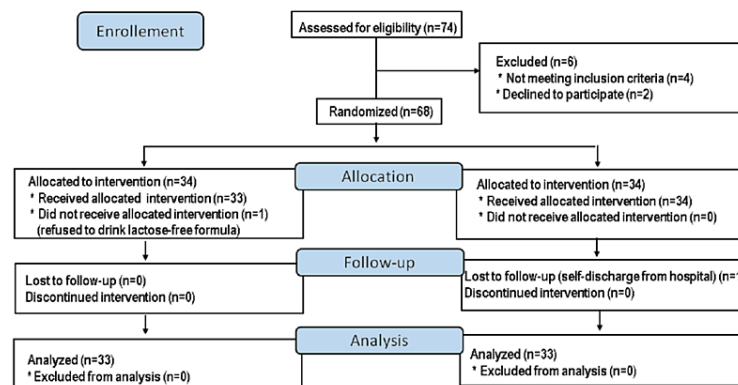 Enrollement
Assessed for eligibility (n=74)
Excluded (n=6)
* Not meeting inclusion criteria (n=4)
* Declined to participate (n=2)
Randomized (n=68)
Allocation
Allocated to intervention (n=34)
* Received allocated intervention (n=33)
* Did not receive allocated intervention (n=1)
(refused to drink lactose-free formula)
Allocated to intervention (n=34)
* Received allocated intervention (n=34)
* Did not receive allocated intervention (n=0)
Follow-up
Lost to follow-up (n=0)
Discontinued intervention (n=0)
Lost to follow-up (self-discharge from hospital) (n=1
Discontinued intervention (n=0)
Analysis
Analyzed (n=33)
* Excluded from analysis (n=0)
Analyzed (n=33)
* Excluded from analysis (n=0)